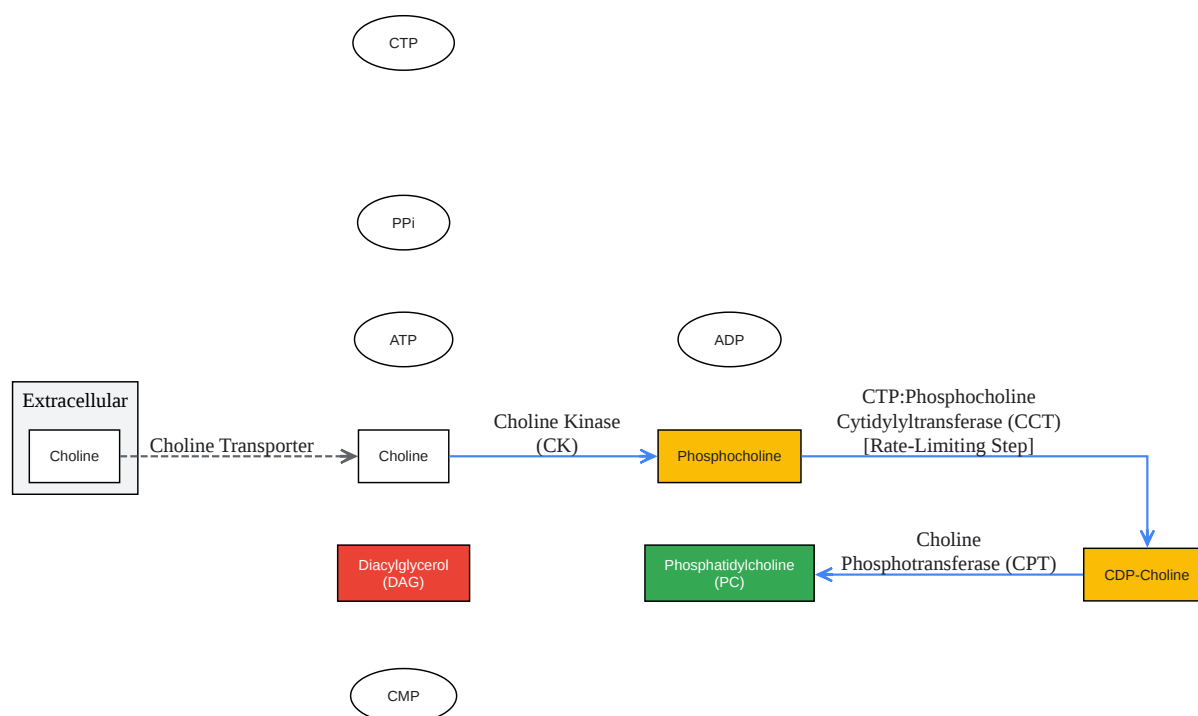 CTP
PPi
ATP
ADP
Extracellular
Choline
Choline Transporter
Choline
Choline Kinase
(CK)
Phosphocholine
CTP:Phosphocholine
Cytidylyltransferase (CCT)
[Rate-Limiting Step]
Diacylglycerol
(DAG)
Phosphatidylcholine
(PC)
Choline
Phosphotransferase (CPT)
CDP-Choline
CMP